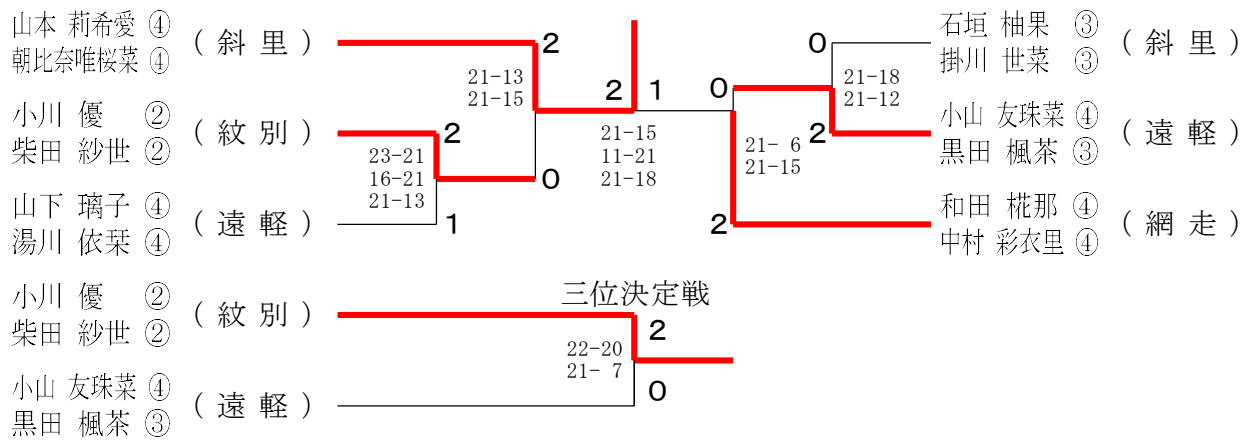 山本 莉希愛 ④
朝比奈唯桜菜 ④
( 斜 里 )
2
21-13
21-15
小川 優 ②
柴田 紗世 ②
( 紋 別 )
2
23-21
16-21
21-13
0
山下 璃子 ④
湯川 依栞 ④
( 遠 軽 )
1
2
1
21-15
11-21
21-18
石垣 柚果 ③
掛川 世菜 ③
( 斜 里 )
0
21-18
21-12
0
小山 友珠菜 ④
黒田 楓茶 ③
( 遠 軽 )
2
21- 6
21-15
和田 椛那 ④
中村 彩衣里 ④
( 網 走 )
2
小川 優 ②
柴田 紗世 ②
( 紋 別 )
三位決定戦
2
22-20
21- 7
小山 友珠菜 ④
黒田 楓茶 ③
( 遠 軽 )
0